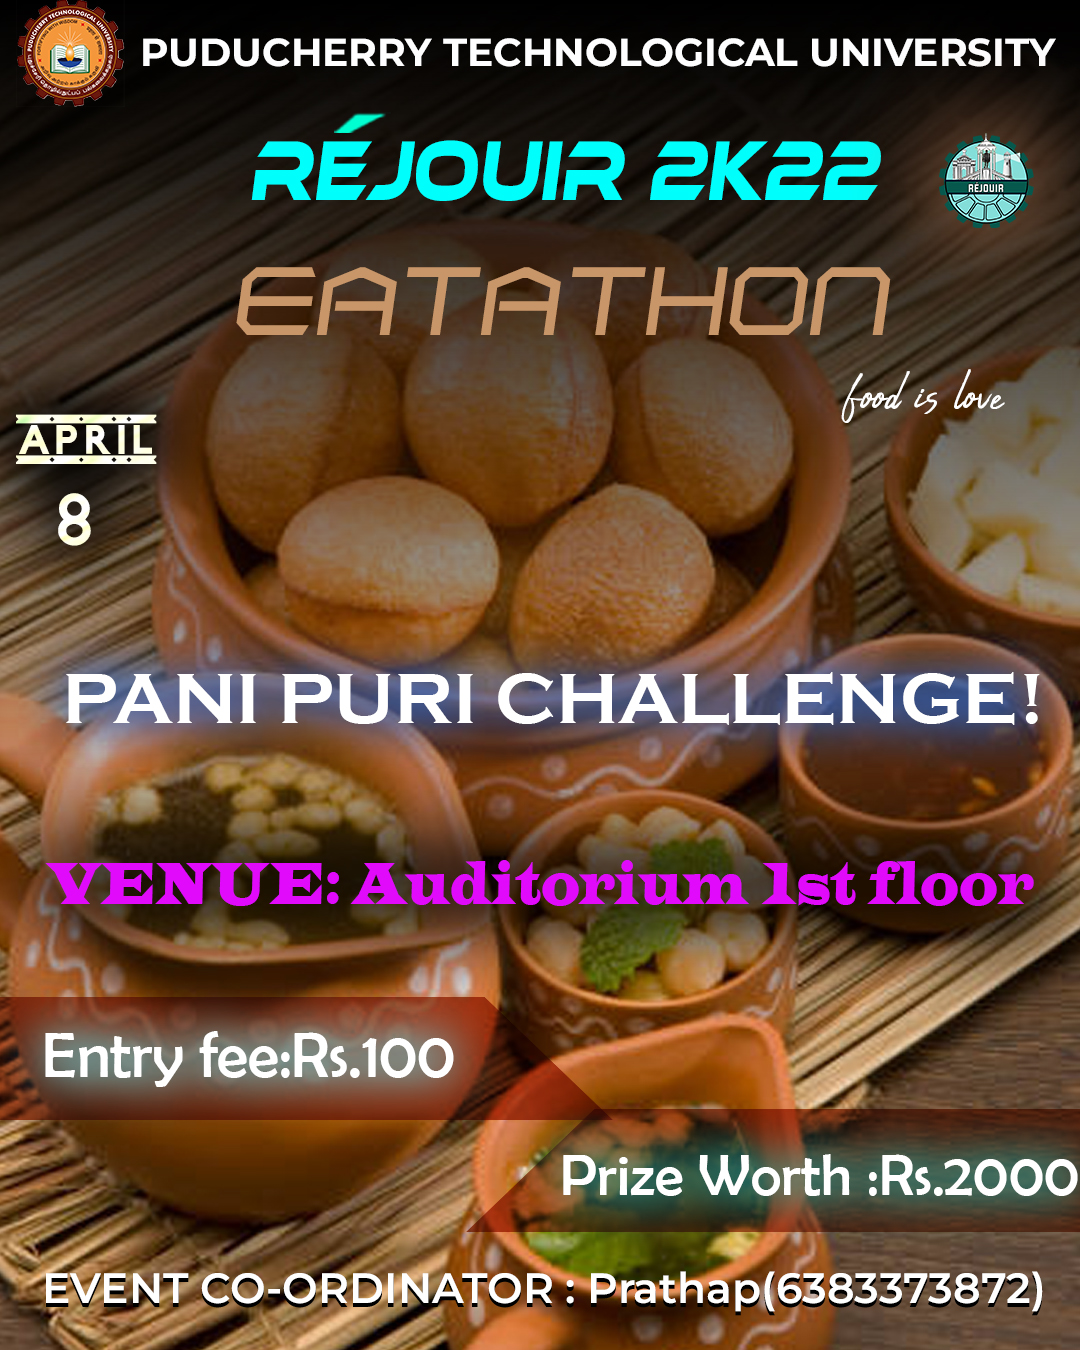 PUDUCHERRY TECHNOLOGICAL UNIVERSITY
RÉJOUIR 2K22
RÉJOUIR
EATATHON
food is love
APRIL
8
PANI PURI CHALLENGE!
VENUE: Auditorium 1st floor
Entry fee:Rs.100
Prize Worth :Rs.2000
EVENT CO-ORDINATOR : Prathap(6383373872)